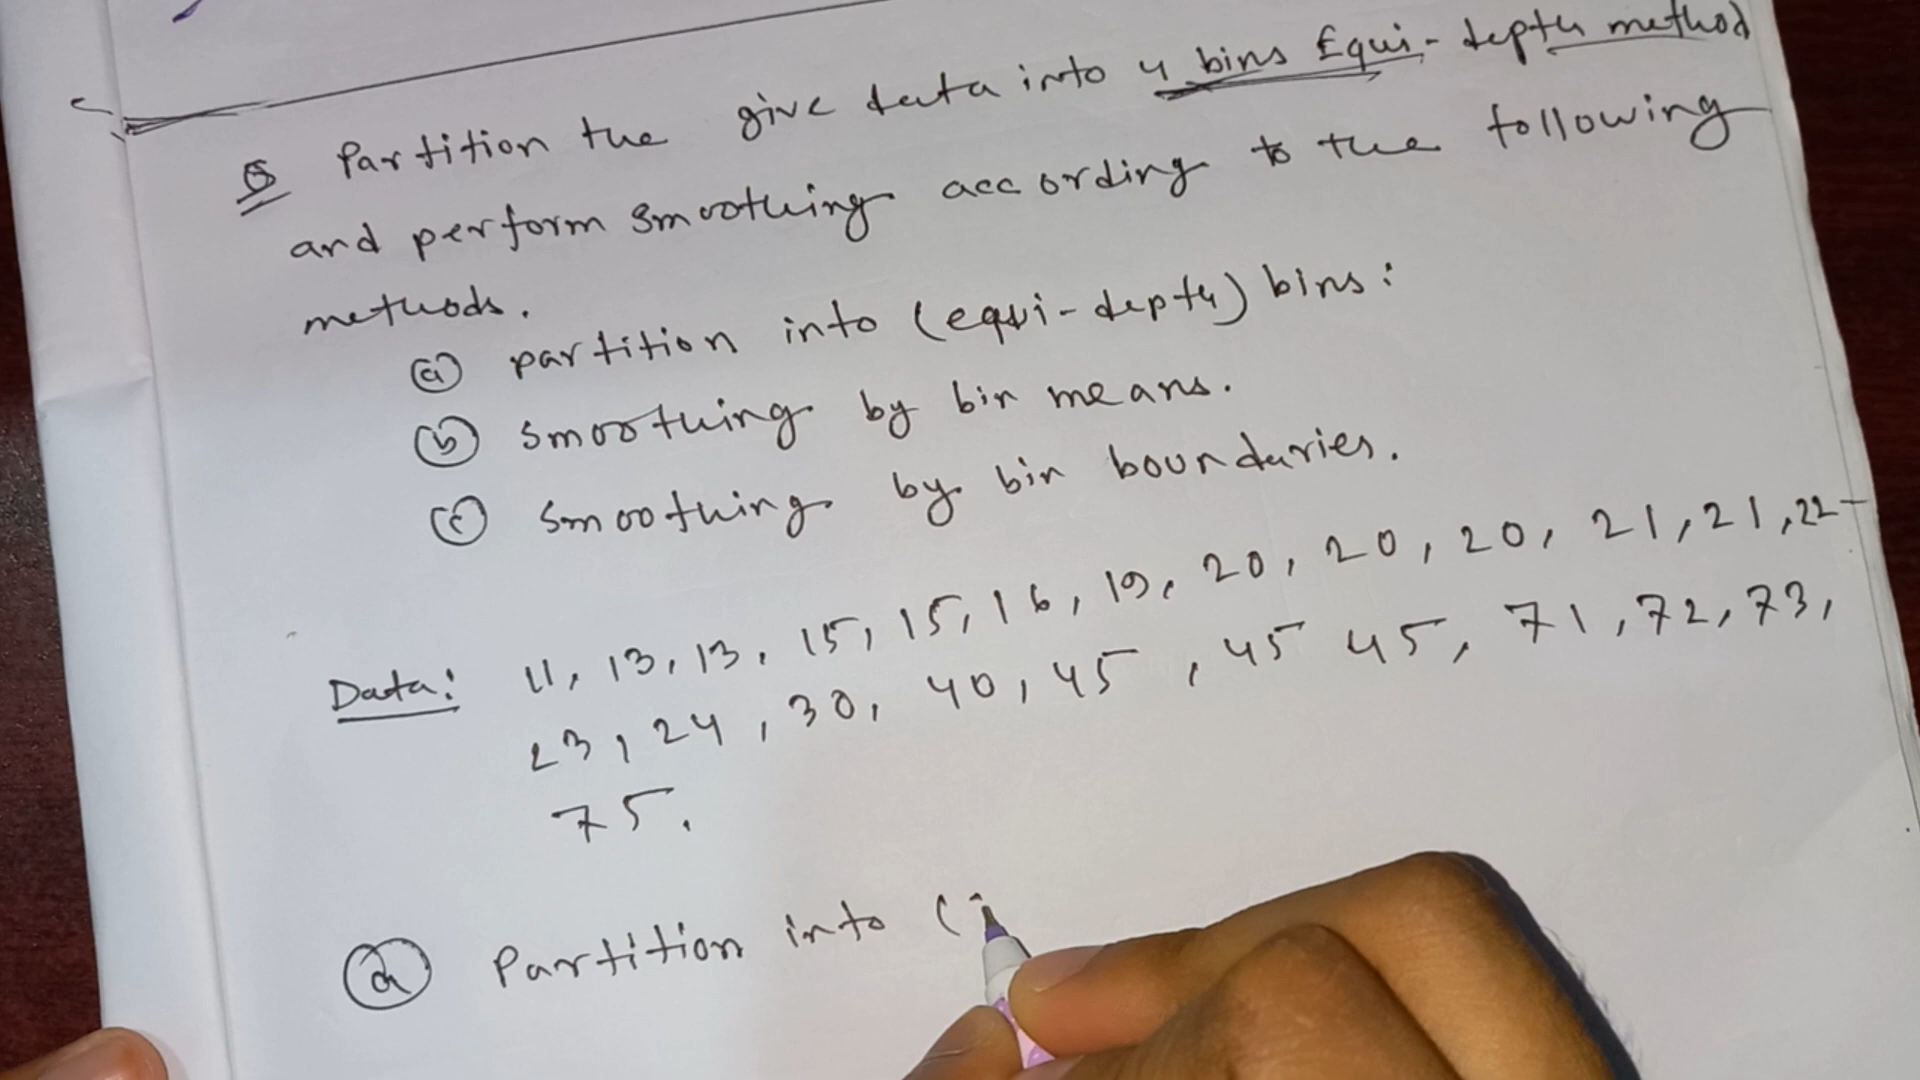 Q Partition the give data into 4 bins Equi-depth method
and perform smoothing according to the following
methods.
(a) partition into (equi-depth) bins:
(b) smoothing by bin means.
(c) smoothing by bin boundaries.
Data: 11, 13, 13, 15, 15, 16, 19, 20, 20, 20, 21, 21, 22
23, 24, 30, 40, 45, 45 45, 71, 72, 73,
75.
(a) Partition into (